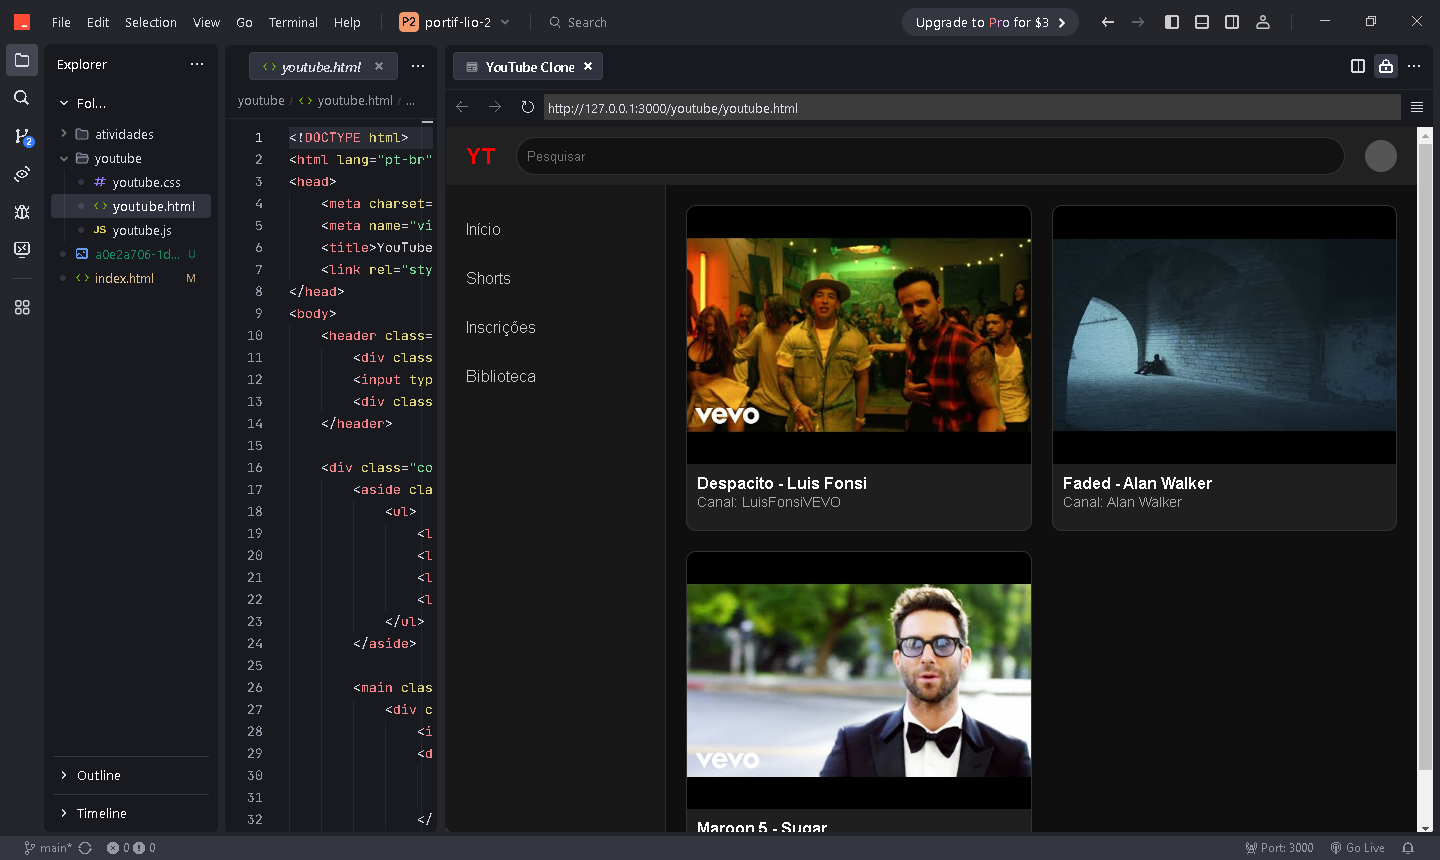 File Edit Selection View Go Terminal Help P2 portif-lio-2 Search Upgrade to Pro for $3
Explorer
Fol...
atividades
youtube
# youtube.css
<> youtube.html
JS youtube.js
a0e2a706-1d... U
<> index.html M
Outline
Timeline
2
<> youtube.html
youtube / <> youtube.html / ...
1 <!DOCTYPE html>
2 <html lang="pt-br"
3 <head>
4 <meta charset=
5 <meta name="vi
6 <title>YouTube
7 <link rel="sty
8 </head>
9 <body>
10 <header class=
11 <div class
12 <input typ
13 <div class
14 </header>
15
16 <div class="co
17 <aside cla
18 <ul>
19 <l
20 <l
21 <l
22 <l
23 </ul>
24 </aside>
25
26 <main clas
27 <div c
28 <i
29 <d
30
31
32 </
YouTube Clone
http://127.0.0.1:3000/youtube/youtube.html
YT Pesquisar
Início
Shorts
Inscrições
Biblioteca
vevo
Despacito - Luis Fonsi
Canal: LuisFonsiVEVO
Faded - Alan Walker
Canal: Alan Walker
vevo
Maroon 5 - Sugar
main* 0 0 Port: 3000 Go Live